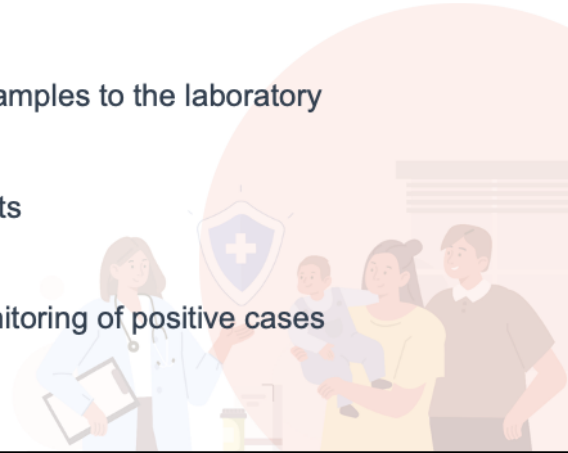 amples to the laboratory
ts
nitoring of positive cases